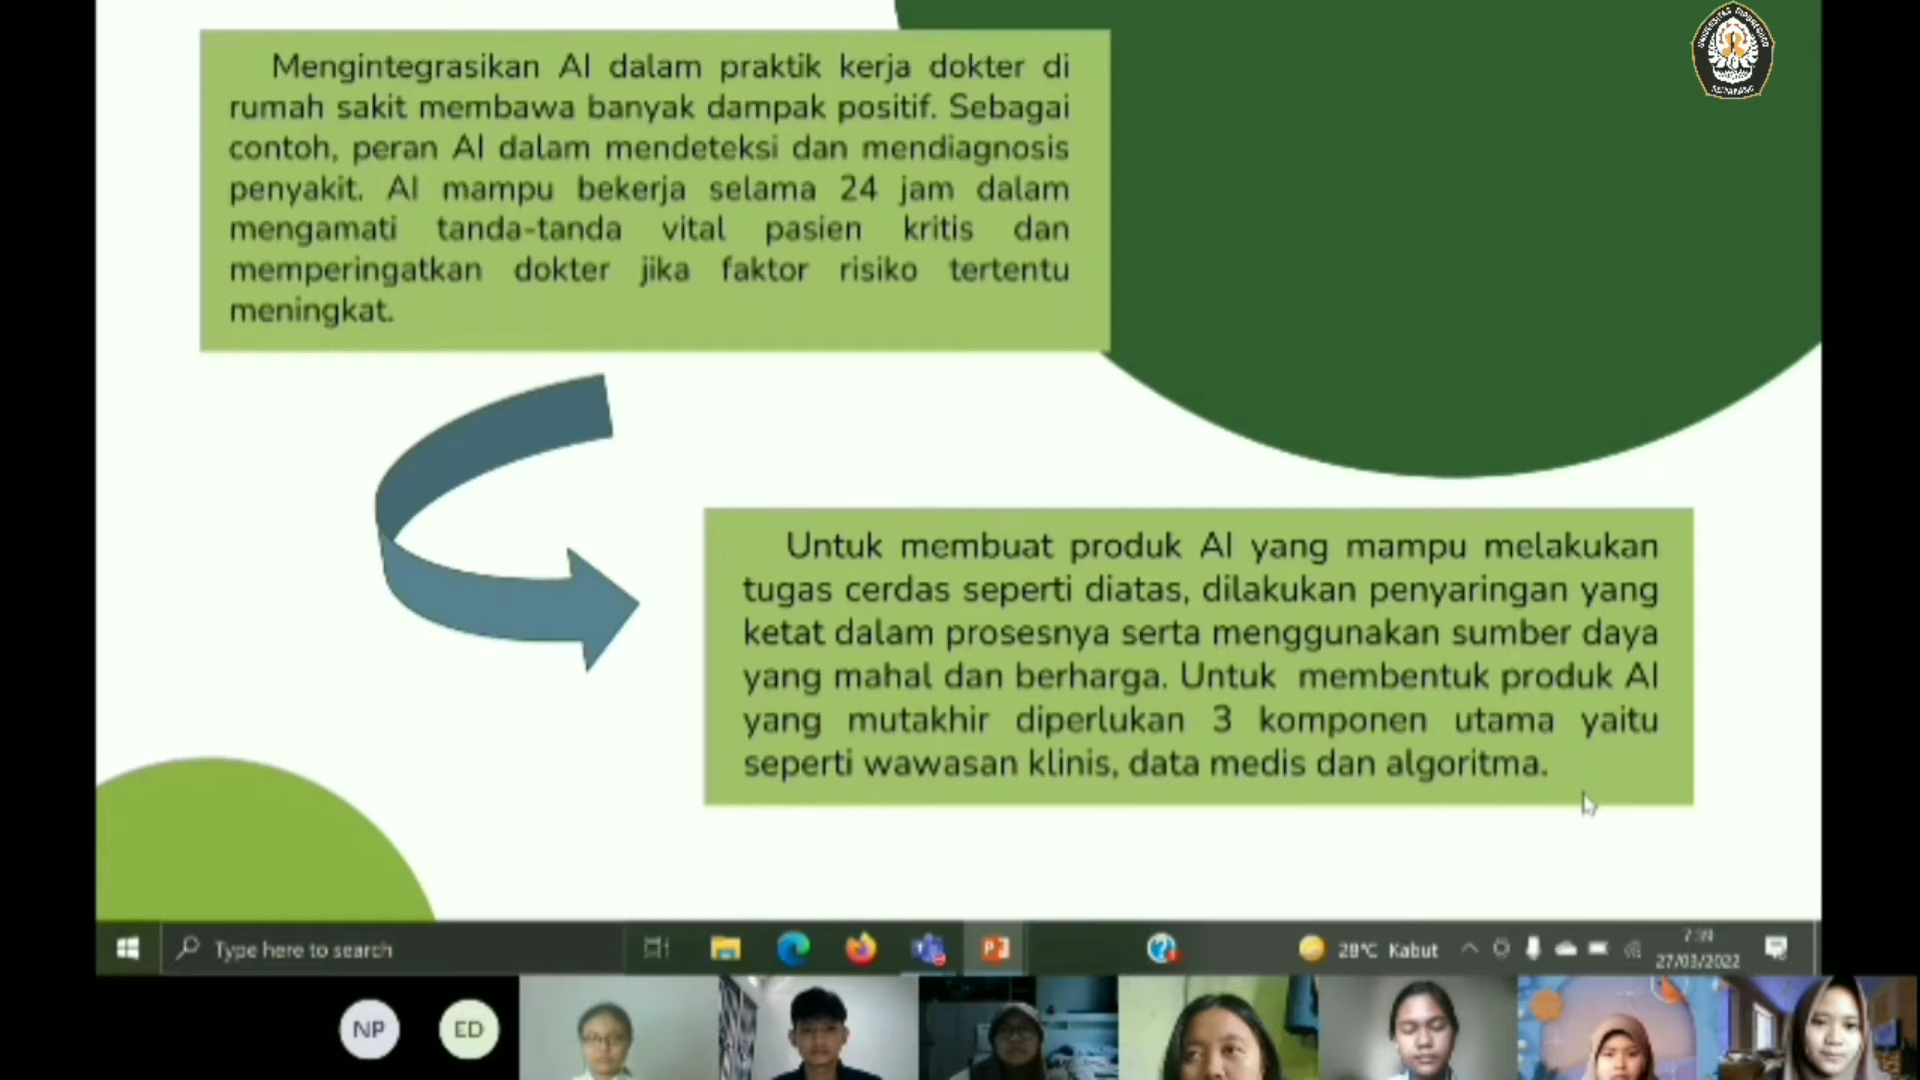 UNIVERSITAS DIPONEGORO
SEMARANG
Mengintegrasikan AI dalam praktik kerja dokter di
rumah sakit membawa banyak dampak positif. Sebagai
contoh, peran AI dalam mendeteksi dan mendiagnosis
penyakit. AI mampu bekerja selama 24 jam dalam
mengamati tanda-tanda vital pasien kritis dan
memperingatkan dokter jika faktor risiko tertentu
meningkat.
Untuk membuat produk AI yang mampu melakukan
tugas cerdas seperti diatas, dilakukan penyaringan yang
ketat dalam prosesnya serta menggunakan sumber daya
yang mahal dan berharga. Untuk membentuk produk AI
yang mutakhir diperlukan 3 komponen utama yaitu
seperti wawasan klinis, data medis dan algoritma.
Type here to search
28°C Kabut
27/03/2022
NP
ED